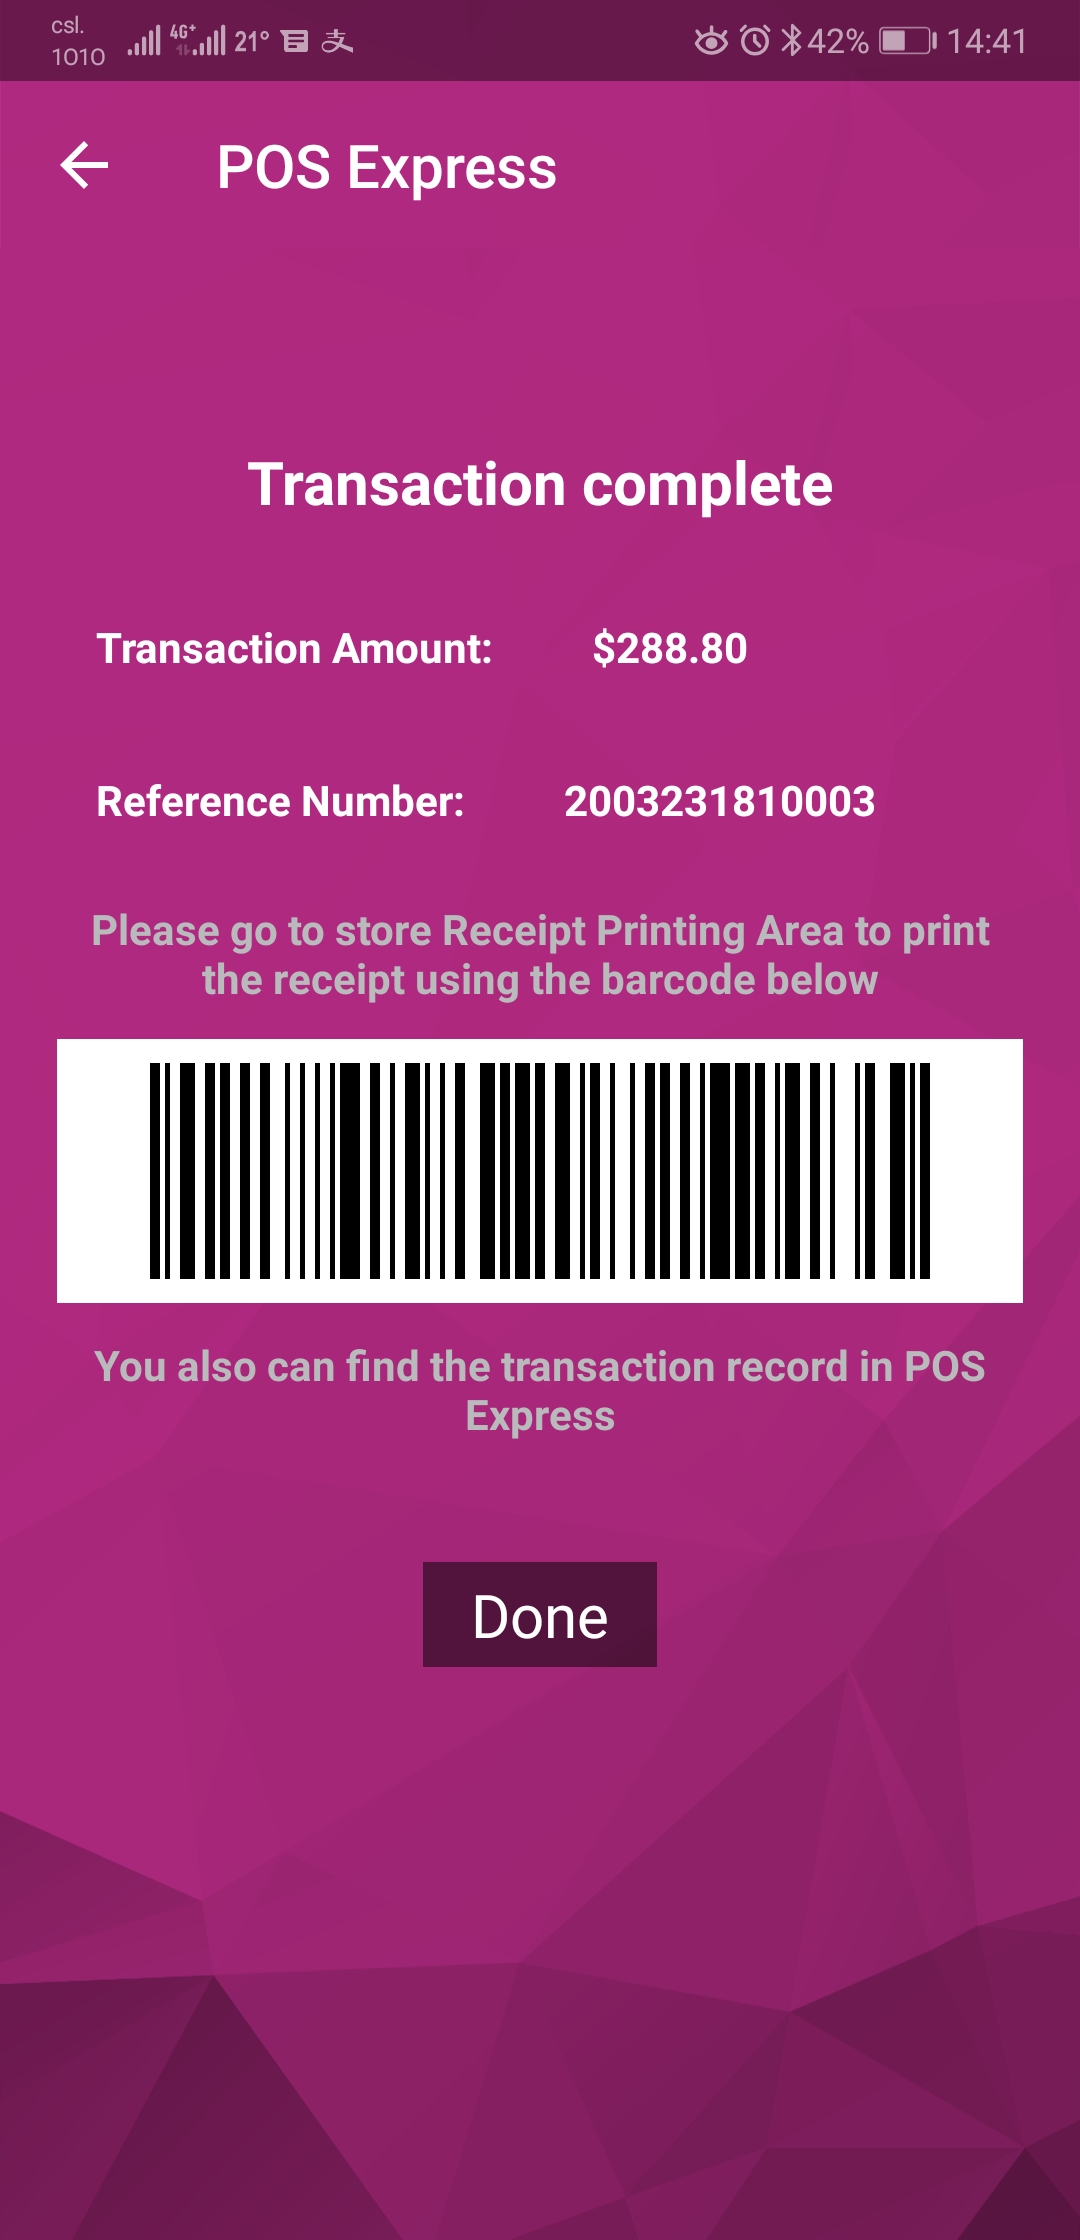 csl.
1010
4G+ 21° 支 42% 14:41
POS Express
Transaction complete
Transaction Amount: $288.80
Reference Number: 2003231810003
Please go to store Receipt Printing Area to print
the receipt using the barcode below
You also can find the transaction record in POS
Express
Done